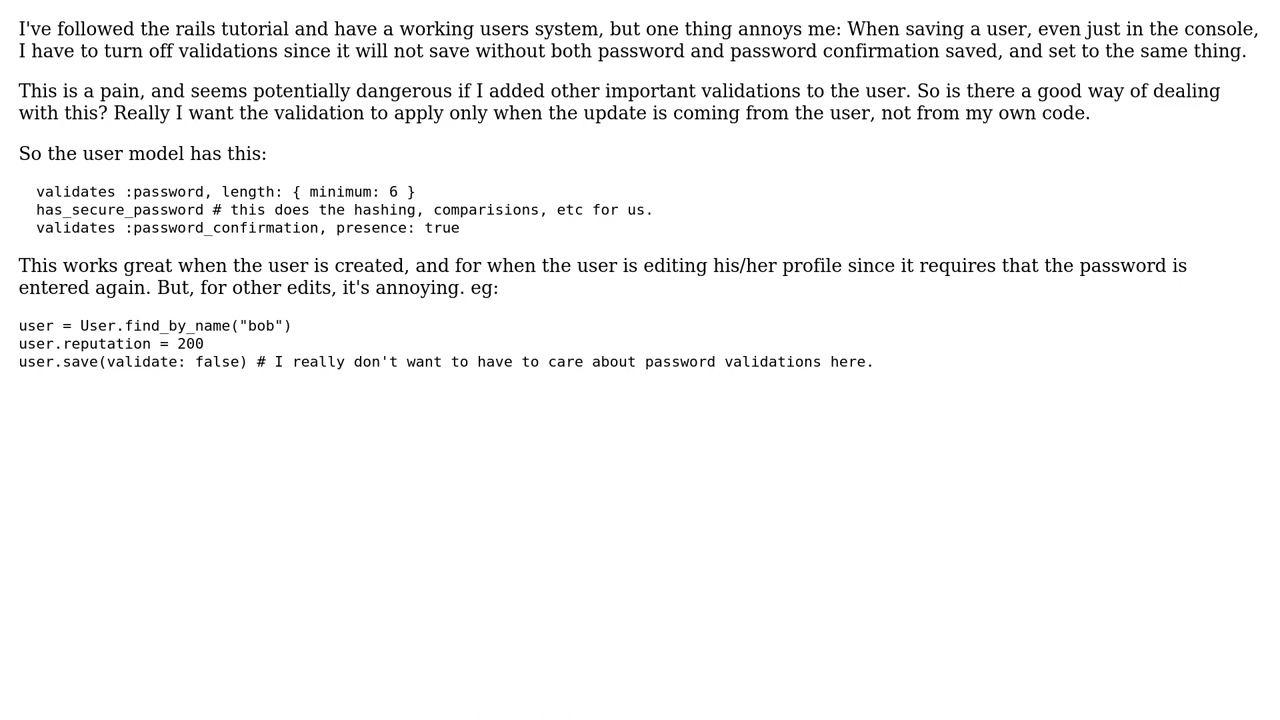 I've followed the rails tutorial and have a working users system, but one thing annoys me: When saving a user, even just in the console,
I have to turn off validations since it will not save without both password and password confirmation saved, and set to the same thing.
This is a pain, and seems potentially dangerous if I added other important validations to the user. So is there a good way of dealing
with this? Really I want the validation to apply only when the update is coming from the user, not from my own code.
So the user model has this:
validates :password, length: { minimum: 6 }
has_secure_password # this does the hashing, comparisions, etc for us.
validates :password_confirmation, presence: true
This works great when the user is created, and for when the user is editing his/her profile since it requires that the password is
entered again. But, for other edits, it's annoying. eg:
user = User.find_by_name("bob")
user.reputation = 200
user.save(validate: false) # I really don't want to have to care about password validations here.